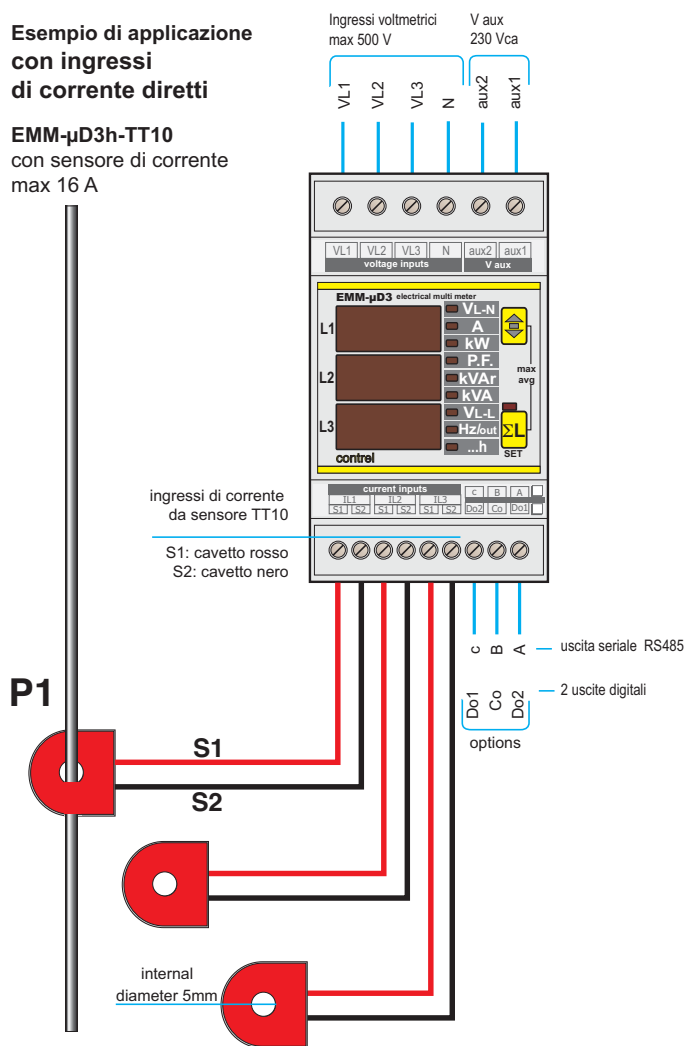 Esempio di applicazione
con ingressi
di corrente diretti
EMM-µD3h-TT10
con sensore di corrente
max 16 A
Ingressi voltmetrici
max 500 V
V aux
230 Vca
VL1
VL2
VL3
N
aux2
aux1
VL1 VL2 VL3 N aux2 aux1
voltage inputs V aux
EMM-µD3 electrical multi meter
L1
L2
L3
VL-N
A
kW
P.F.
kVAr
kVA
VL-L
Hz/out
...h
max
avg
ΣL
SET
control
current inputs
IL1 IL2 IL3
S1 S2 S1 S2 S1 S2
c B A
Do2 Co Do1
ingressi di corrente
da sensore TT10
S1: cavetto rosso
S2: cavetto nero
c
B
A
uscita seriale RS485
Do1
Co
Do2
2 uscite digitali
options
P1
S1
S2
internal
diameter 5mm